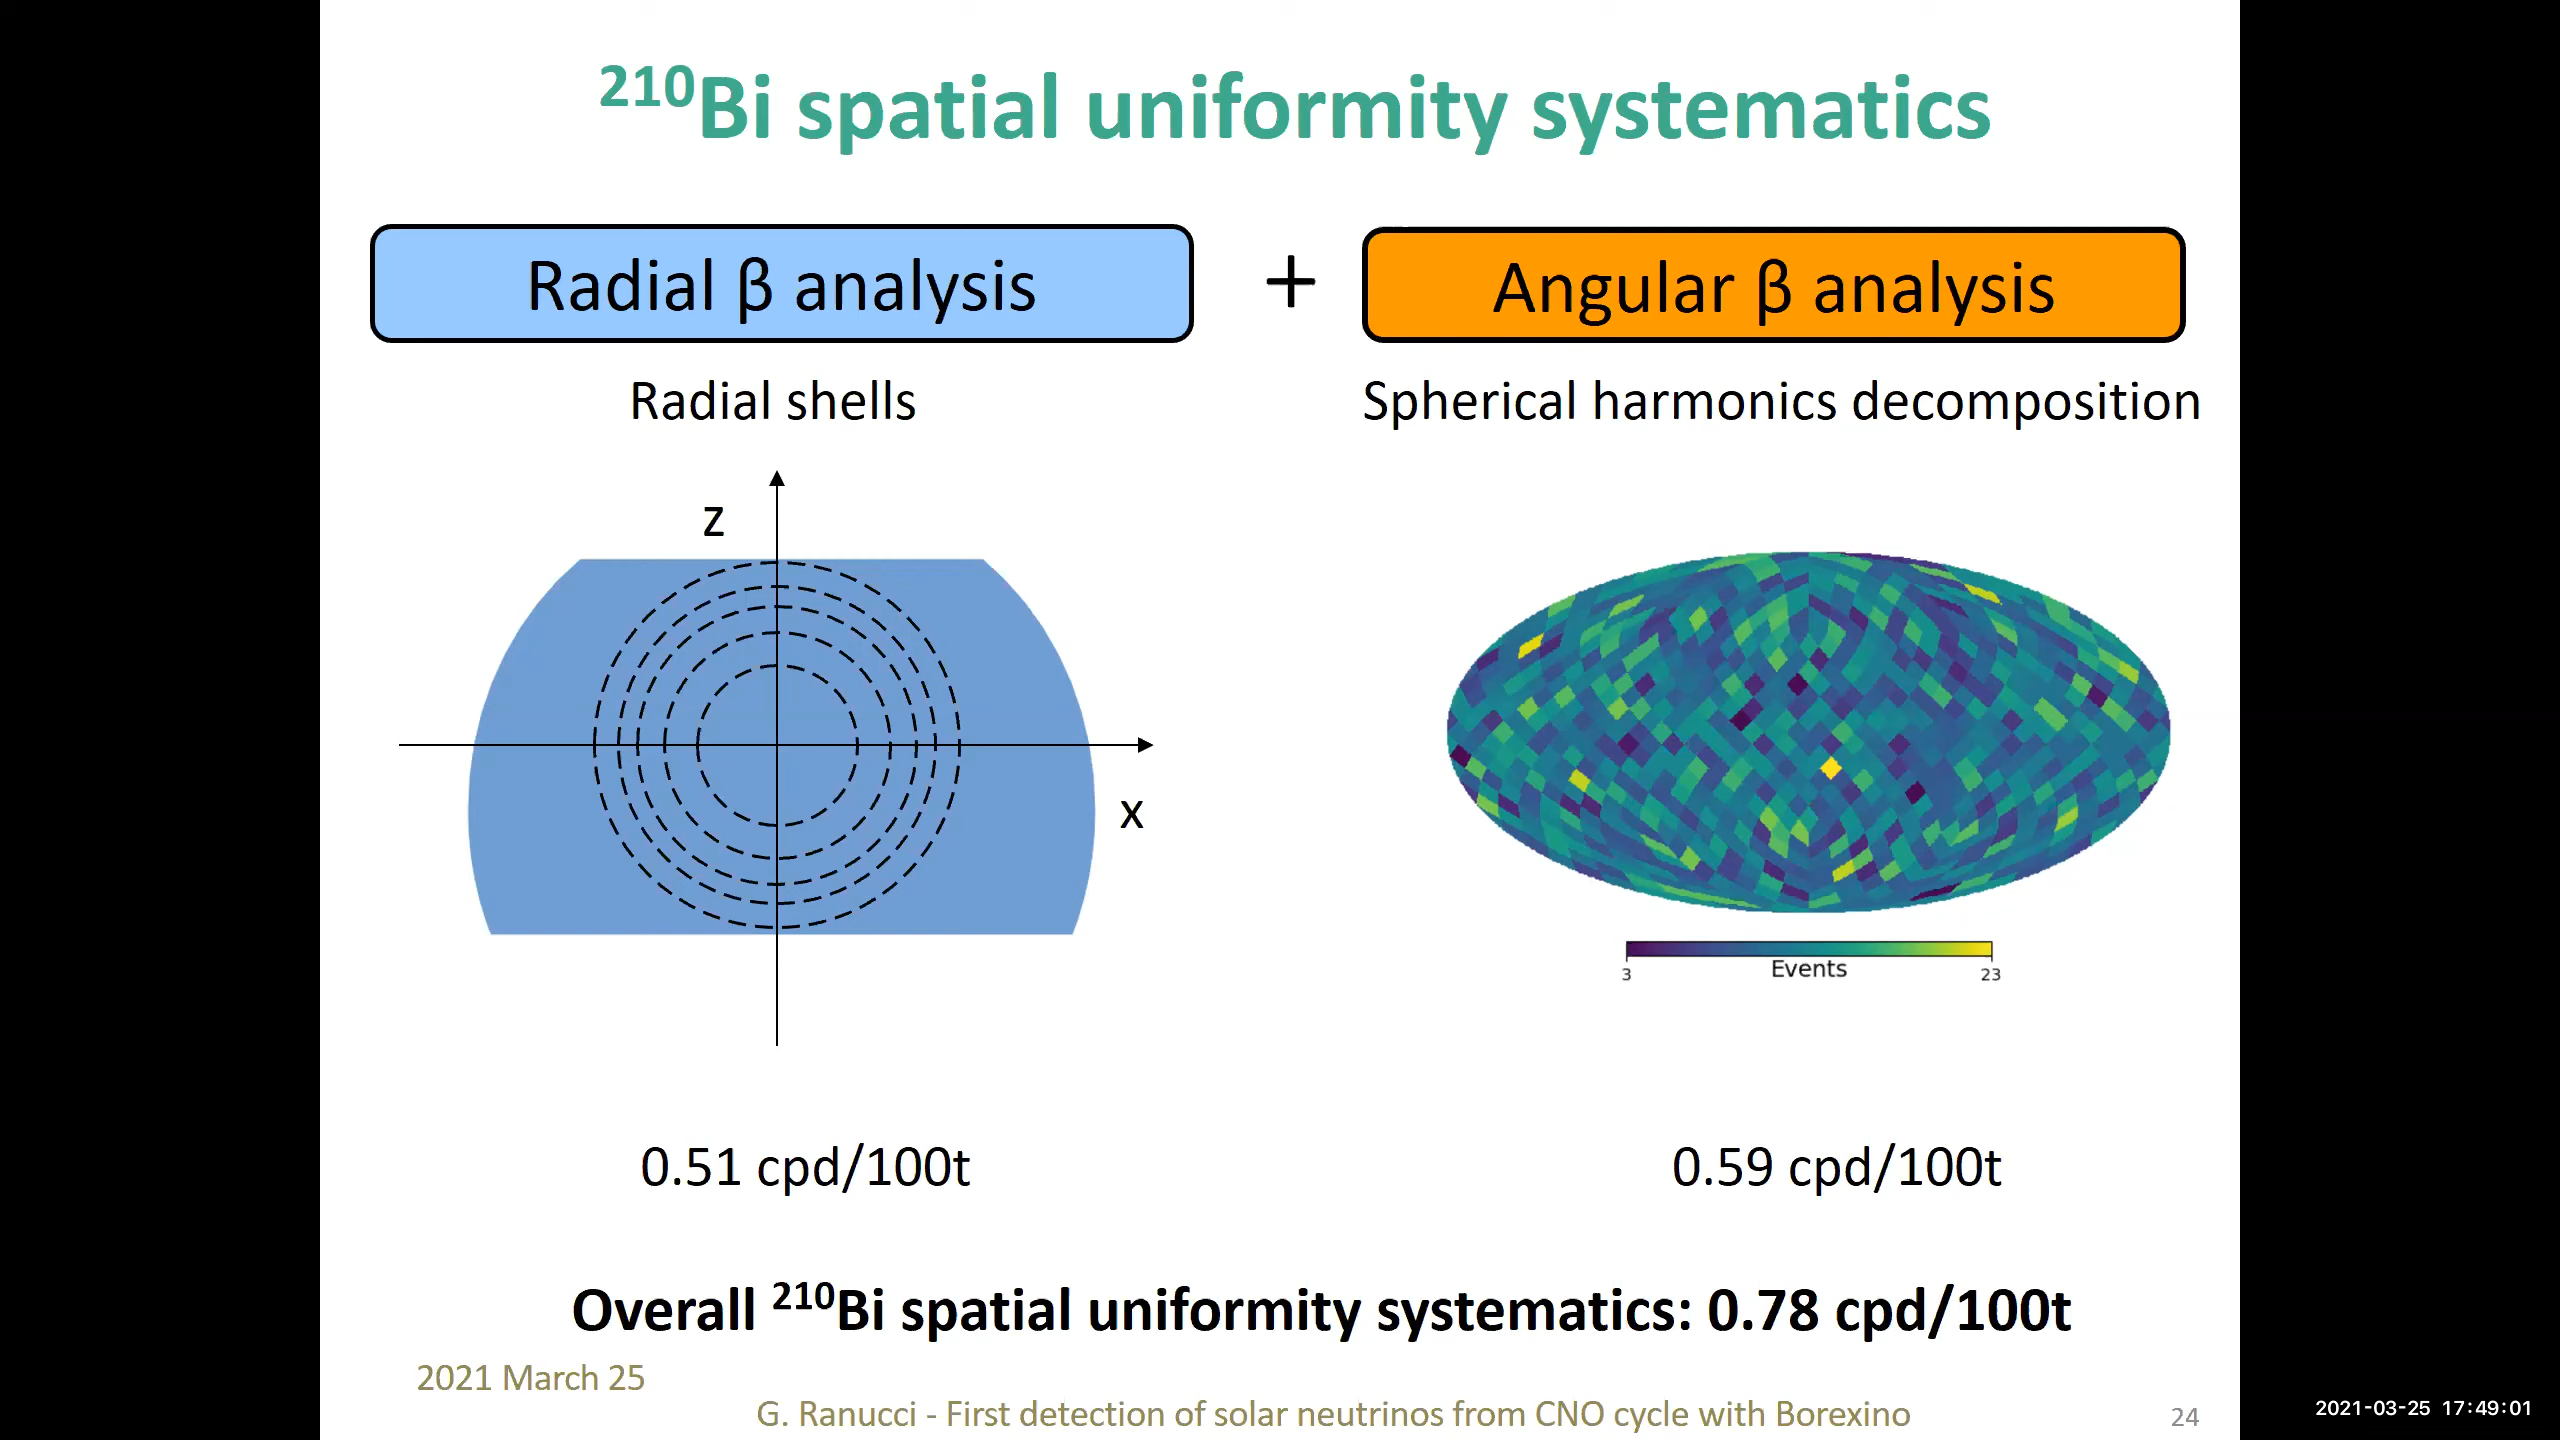 ²¹⁰Bi spatial uniformity systematics
Radial β analysis
+
Angular β analysis
Radial shells
Spherical harmonics decomposition
z
x
Events
3
23
0.51 cpd/100t
0.59 cpd/100t
Overall ²¹⁰Bi spatial uniformity systematics: 0.78 cpd/100t
2021 March 25
G. Ranucci - First detection of solar neutrinos from CNO cycle with Borexino
24
2021-03-25 17:49:01